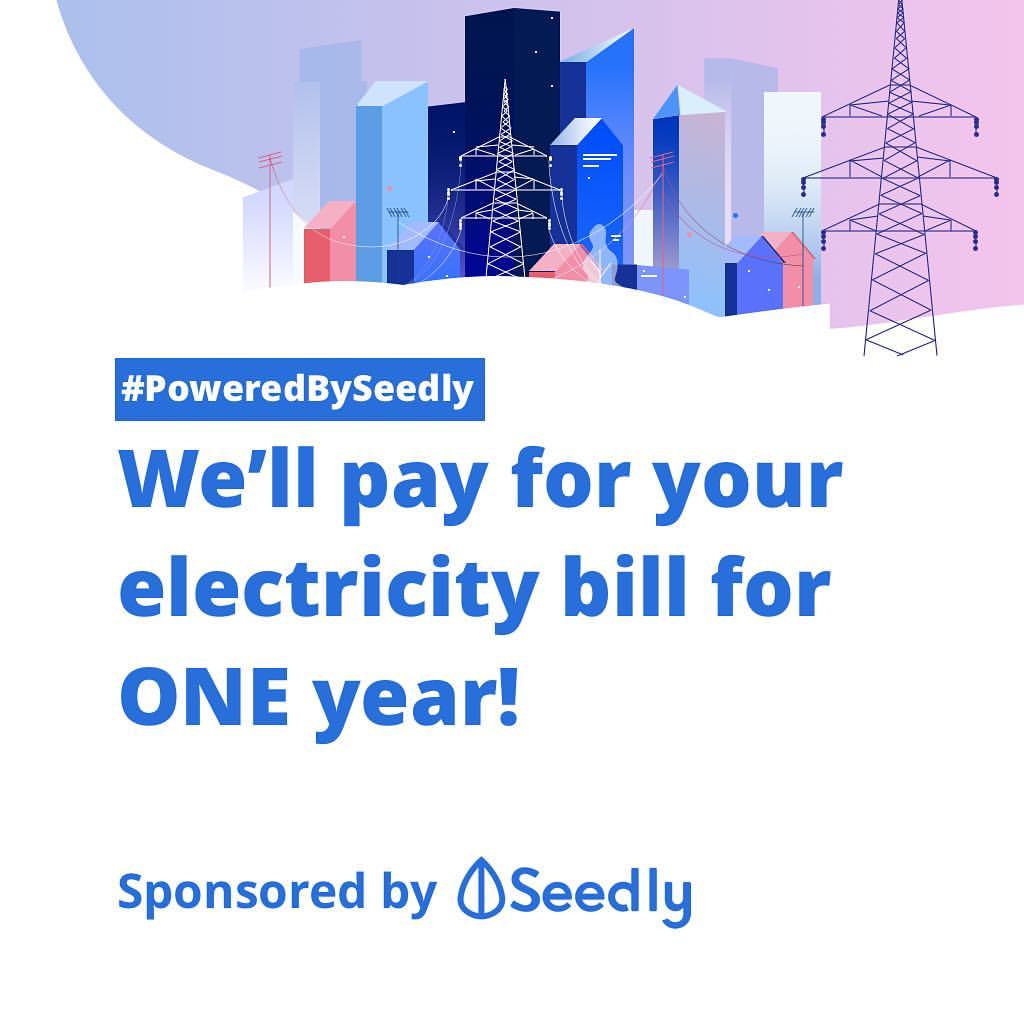 #PoweredBySeedly
We’ll pay for your
electricity bill for
ONE year!
Sponsored by Seedly